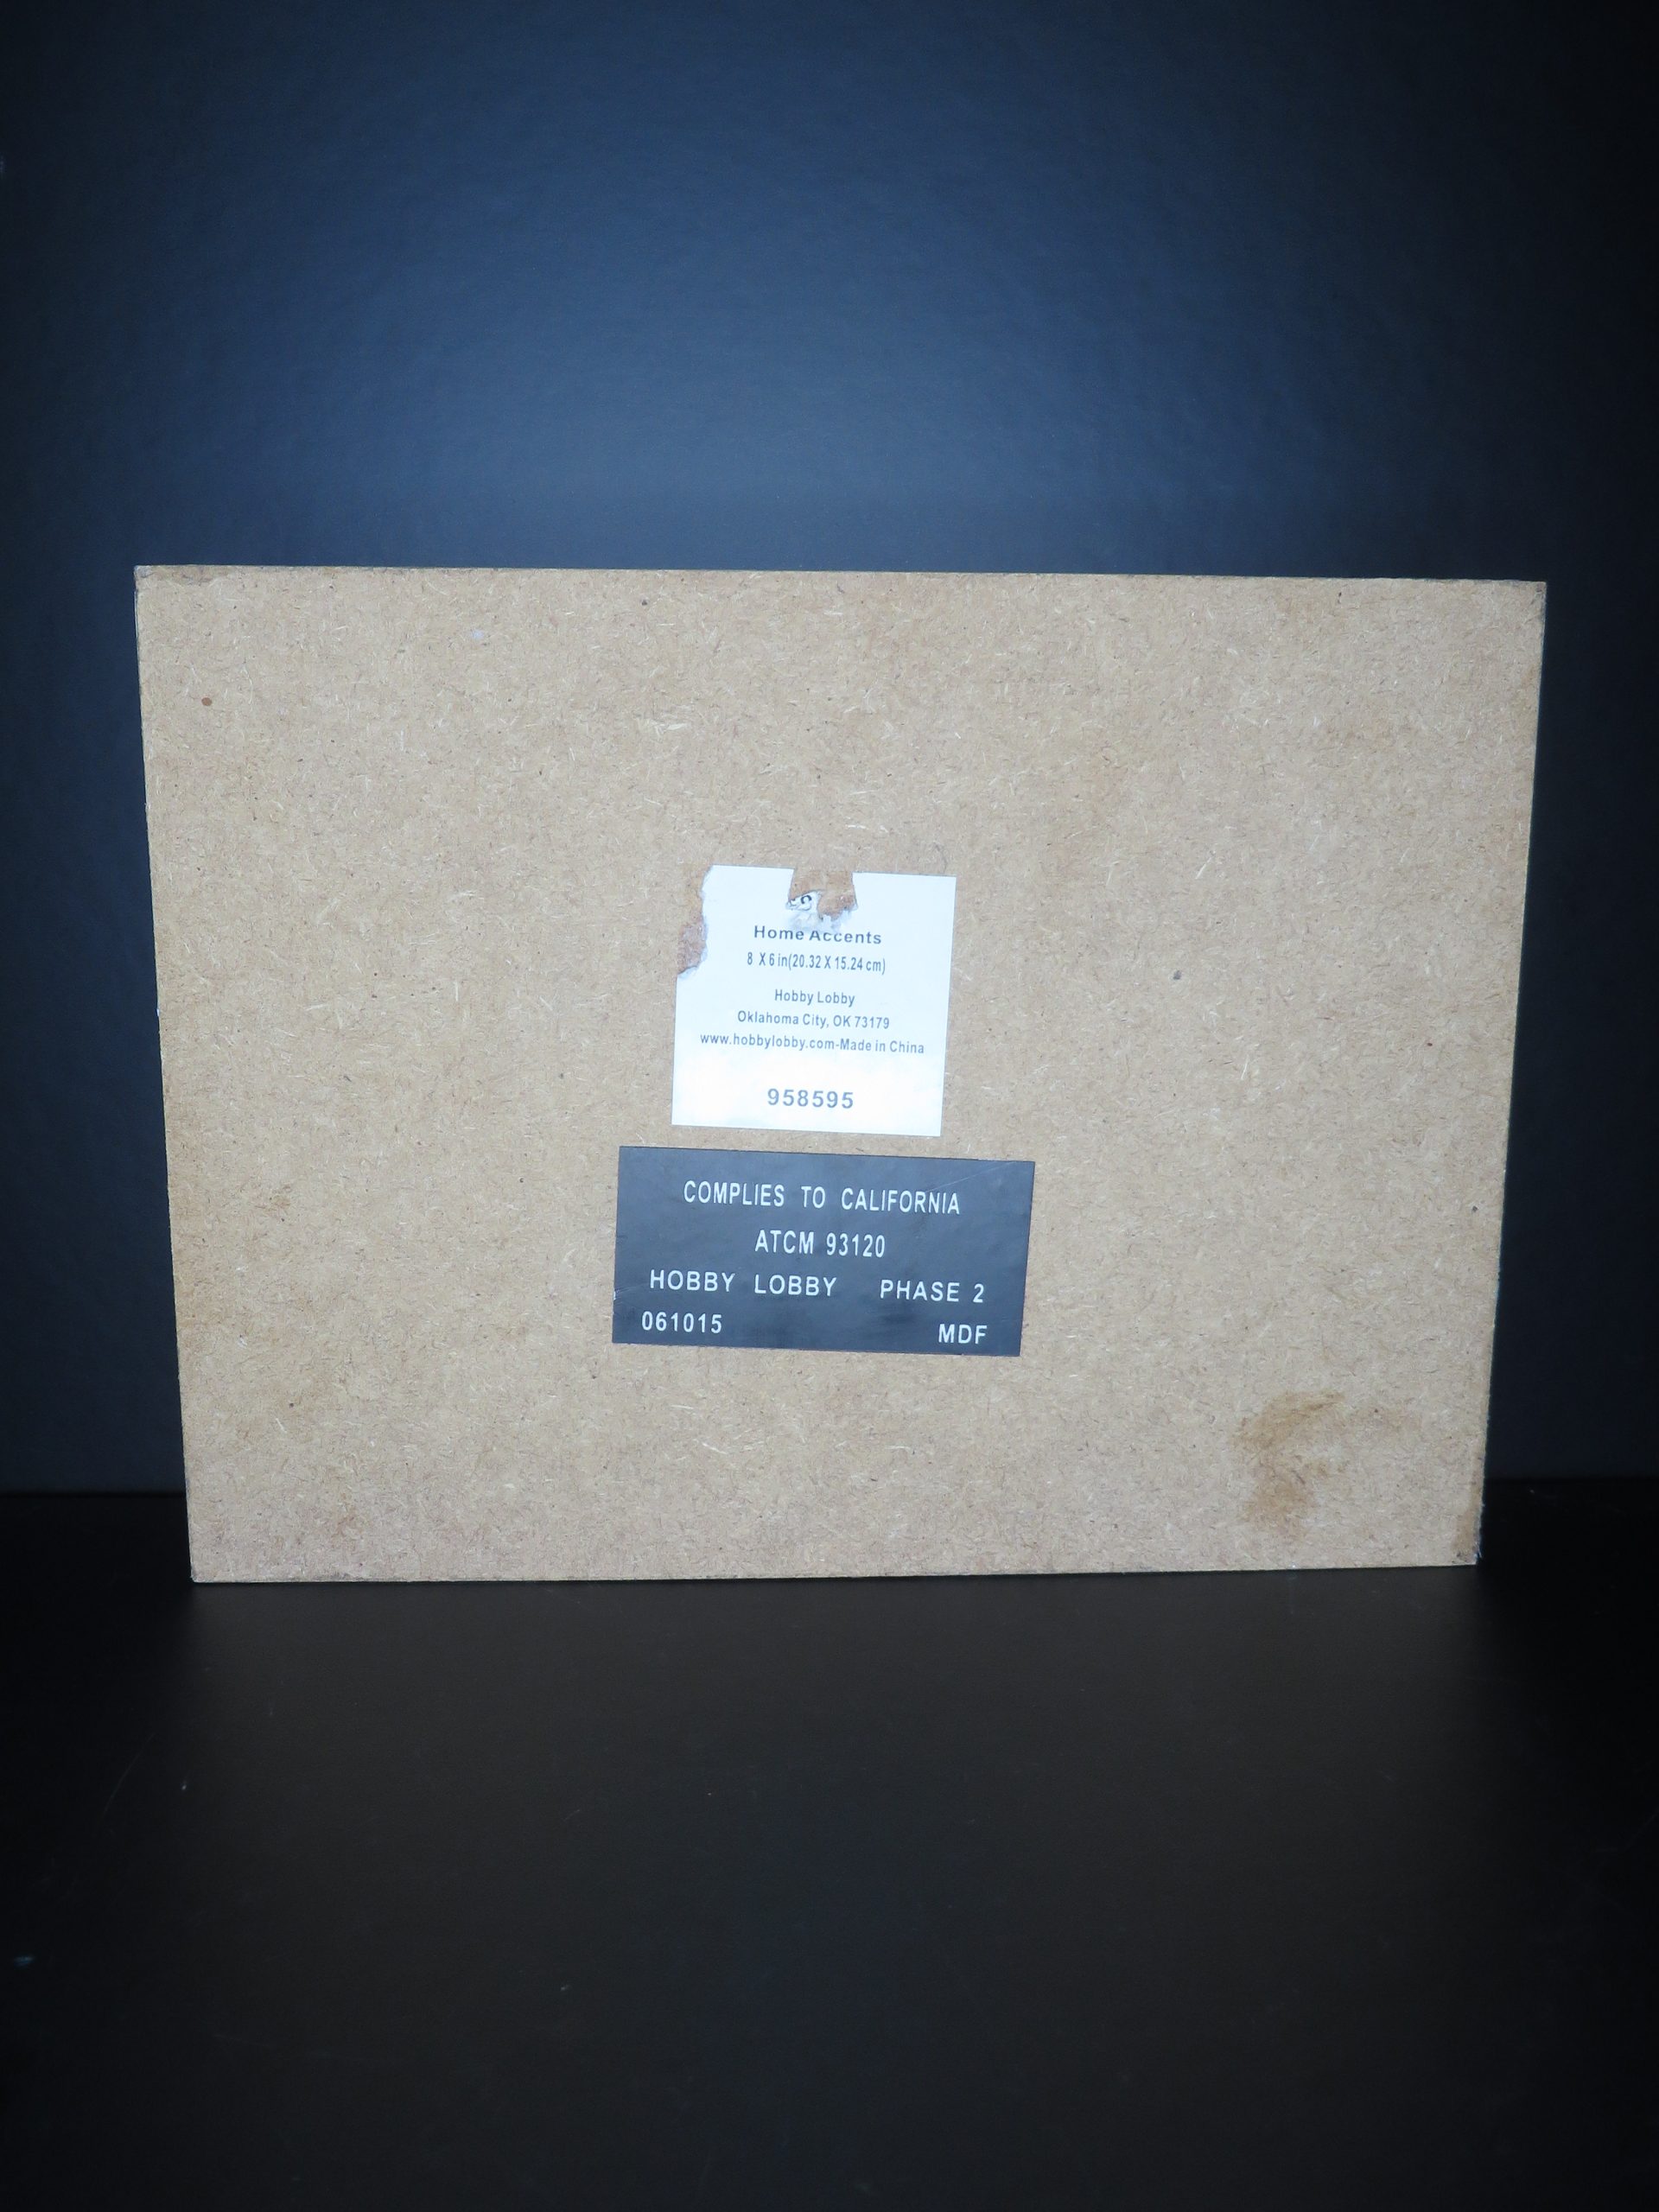 Home Accents
8 X 6 in(20.32 X 15.24 cm)
Hobby Lobby
Oklahoma City, OK 73179
www.hobbylobby.com-Made in China
958595
COMPLIES TO CALIFORNIA
ATCM 93120
HOBBY LOBBY PHASE 2
061015 MDF